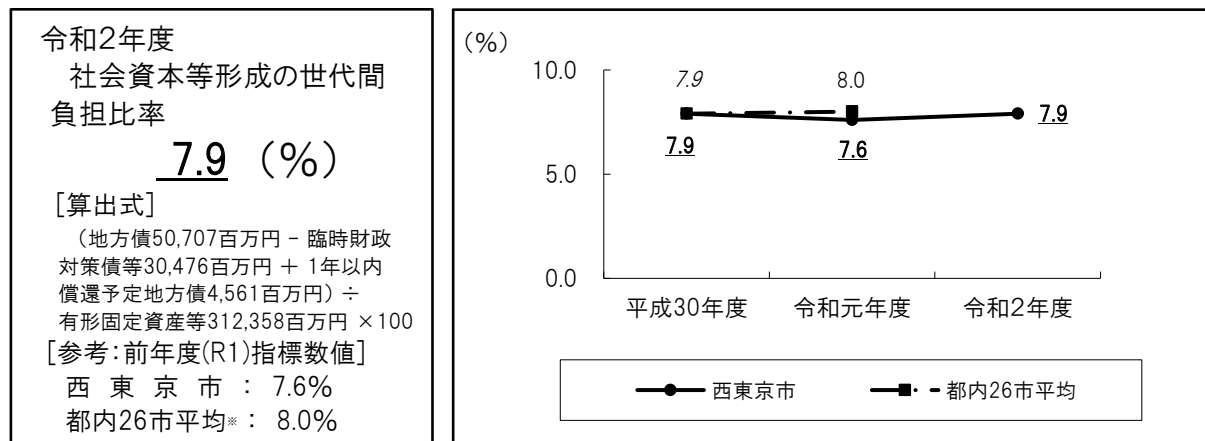 令和2年度
社会資本等形成の世代間
負担比率
7.9 (%)
[算出式]
（地方債50,707百万円 − 臨時財政
対策債等30,476百万円 ＋ 1年以内
償還予定地方債4,561百万円）÷
有形固定資産等312,358百万円 ×100
[参考：前年度(R1)指標数値]
西 東 京 市 ： 7.6%
都内26市平均※ ： 8.0%
(%)
10.0
5.0
0.0
7.9
8.0
7.9
7.6
7.9
平成30年度
令和元年度
令和2年度
西東京市
都内26市平均